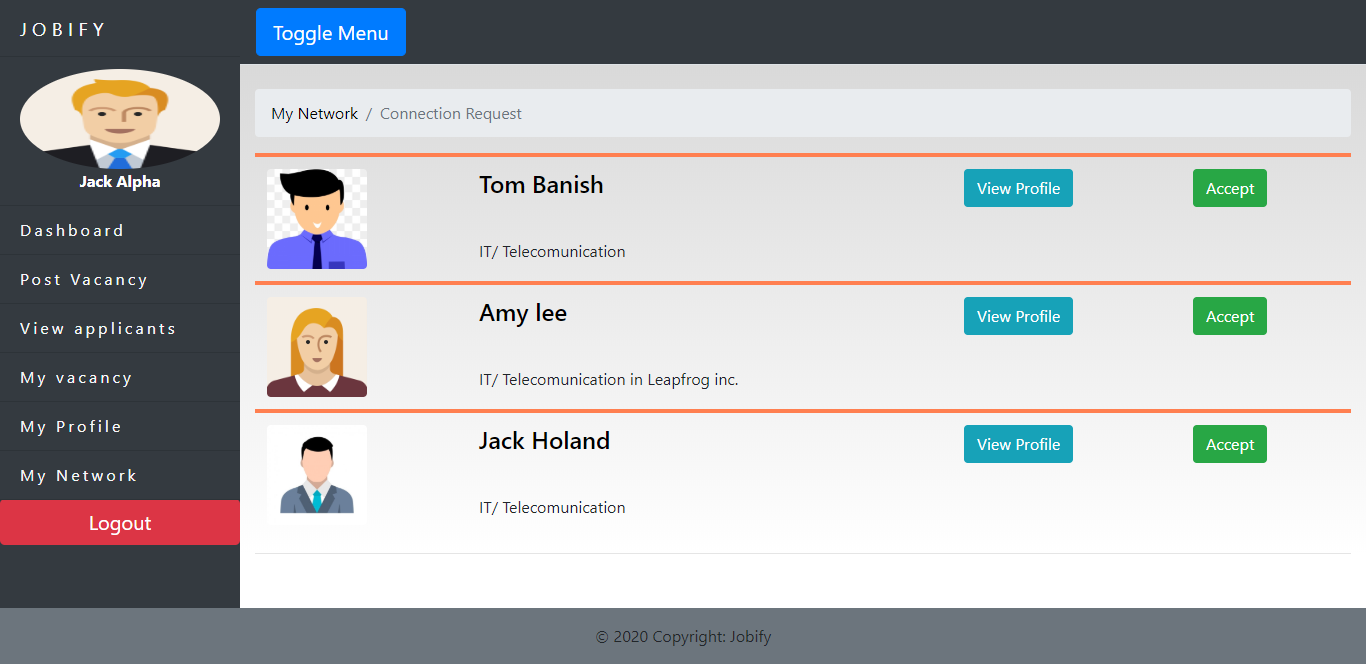 JOBIFY
Toggle Menu
Jack Alpha
Dashboard
Post Vacancy
View applicants
My vacancy
My Profile
My Network
Logout
My Network / Connection Request
Tom Banish
View Profile
Accept
IT/ Telecomunication
Amy lee
View Profile
Accept
IT/ Telecomunication in Leapfrog inc.
Jack Holand
View Profile
Accept
IT/ Telecomunication
© 2020 Copyright: Jobify